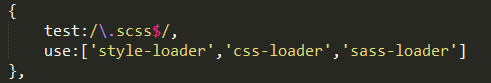 {
test:/\.scss$/,
use:['style-loader','css-loader','sass-loader']
},